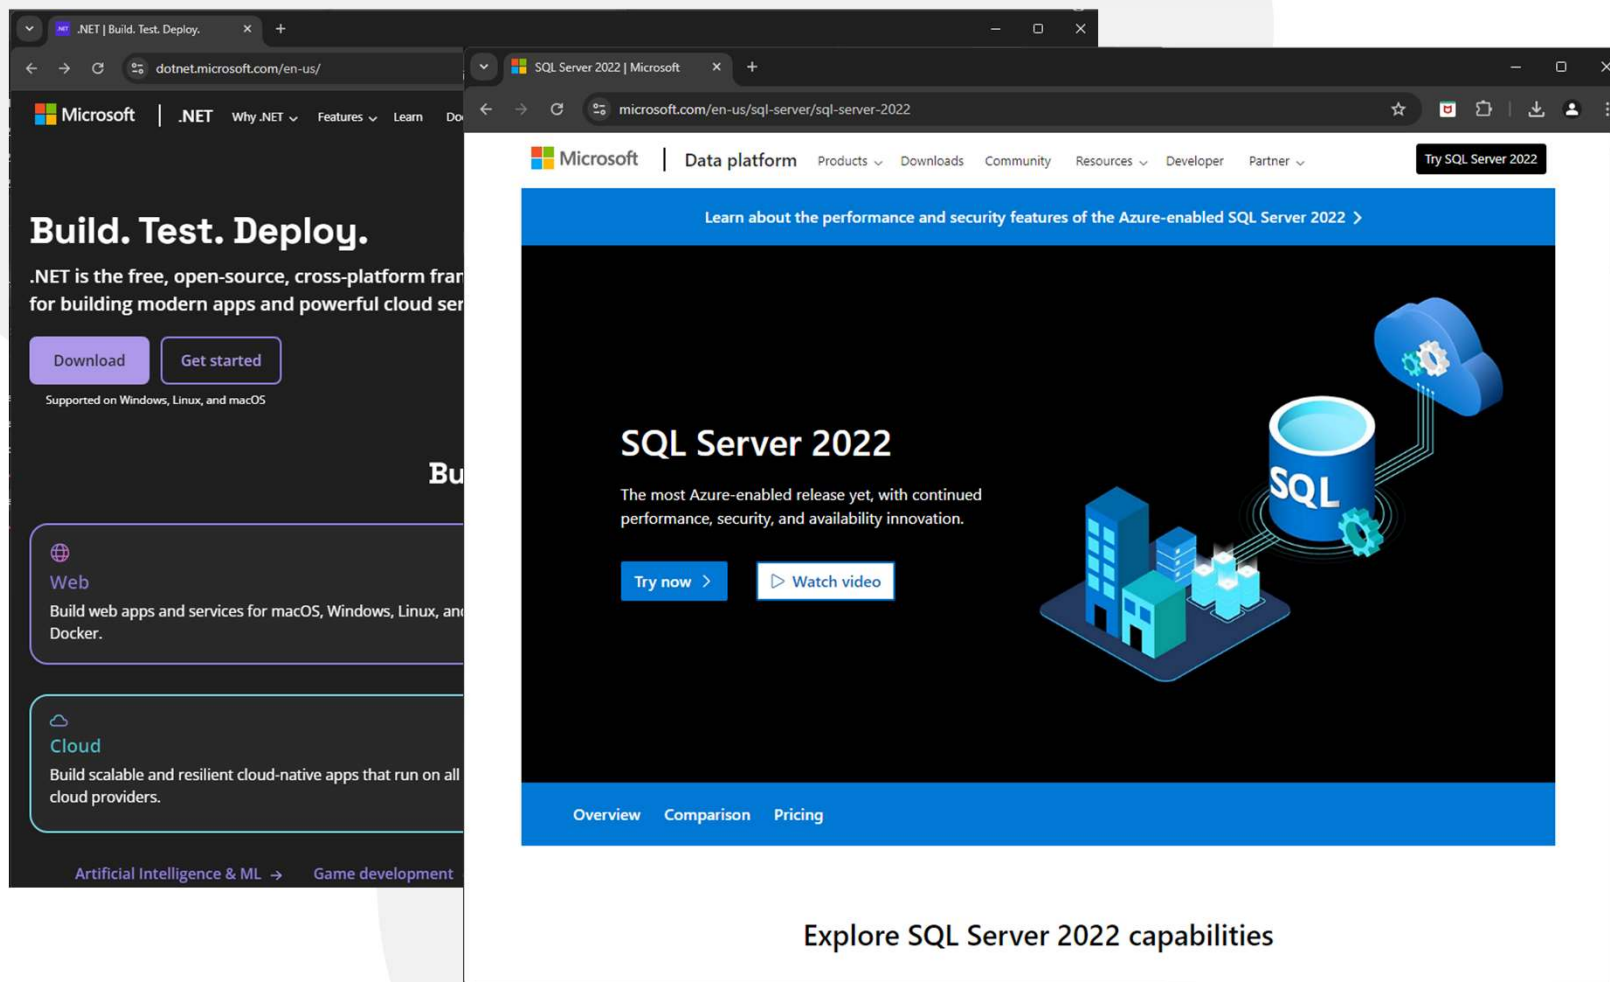 .NET | Build. Test. Deploy.
dotnet.microsoft.com/en-us/
Microsoft .NET Why .NET Features Learn
Build. Test. Deploy.
.NET is the free, open-source, cross-platform
for building modern apps and powerful cloud
Download Get started
Supported on Windows, Linux, and macOS
Web
Build web apps and services for macOS, Windows, Linux,
Docker.
Cloud
Build scalable and resilient cloud-native apps that run on all
cloud providers.
Artificial Intelligence & ML → Game development
SQL Server 2022 | Microsoft
microsoft.com/en-us/sql-server/sql-server-2022
Microsoft Data platform Products Downloads Community Resources Developer Partner Try SQL Server 2022
Learn about the performance and security features of the Azure-enabled SQL Server 2022 >
SQL Server 2022
The most Azure-enabled release yet, with continued
performance, security, and availability innovation.
Try now > Watch video
SQL
Overview Comparison Pricing
Explore SQL Server 2022 capabilities